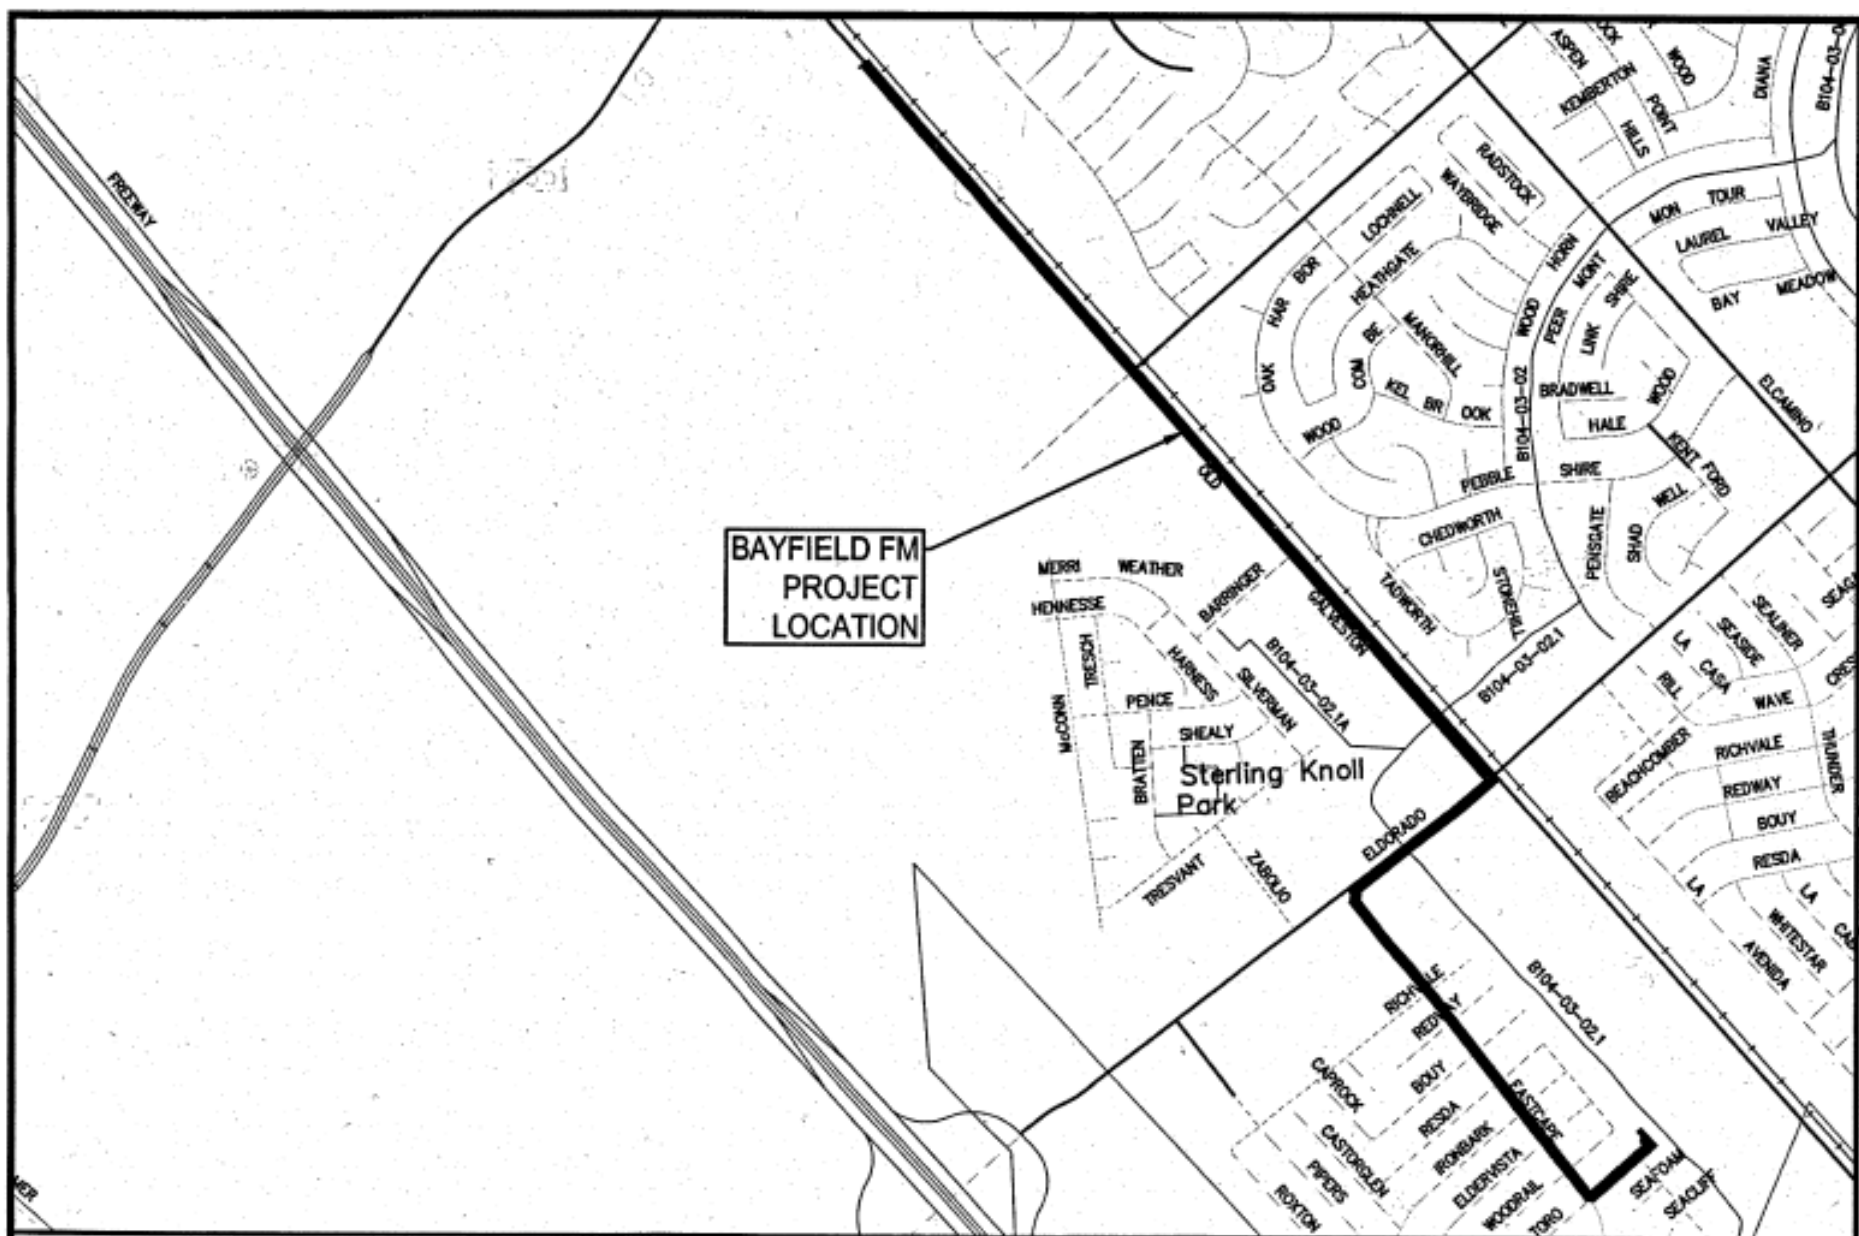 FREEWAY
BAYFIELD FM
PROJECT
LOCATION
OLD
GALVESTON
ELDORADO
MERRI WEATHER
HENNESSE
BARRINGER
TRESCH
HARNESS
SILVERMAN
B104-03-02.1A
McCONN
PENCE
SHEALY
BRATTEN
Sterling Knoll
Park
TRESVANT
ZABOLIO
ASPEN
WOOD
KEMBERTON
POINT
HILLS
DIANA
RADSTOCK
WAYBRIDGE
LOCHNELL
HEATHGATE
OAK HAR BOR
WOOD COM BE
MANORHILL
KEL BR OOK
WOOD HORN
B104-03-02
PEER MONT
LINK SHIRE
MON TOUR
LAUREL VALLEY
BAY MEADOW
BRADWELL
HALE WOOD
ELCAMINO
KENT FORD
PEBBLE SHIRE
CHEDWORTH
PENSGATE
SHAD WELL
TADWORTH
STONEHILL
B104-03-02.1
SEALINER
SEASIDE
LA CASA
RILL
WAVE
BEACHCOMBER
RICHVALE
THUNDER
REDWAY
BOUY
RESDA
LA
LA
WHITESTAR
AVENIDA
B104-03-02.1
CAPROCK
BOUY
RESDA
IRONBARK
ELDERVISTA
WOODRAIL
TORO
CASTORGLEN
PIPERS
ROXTON
EASTCAPE
SEAFOAM
SEACLIFF